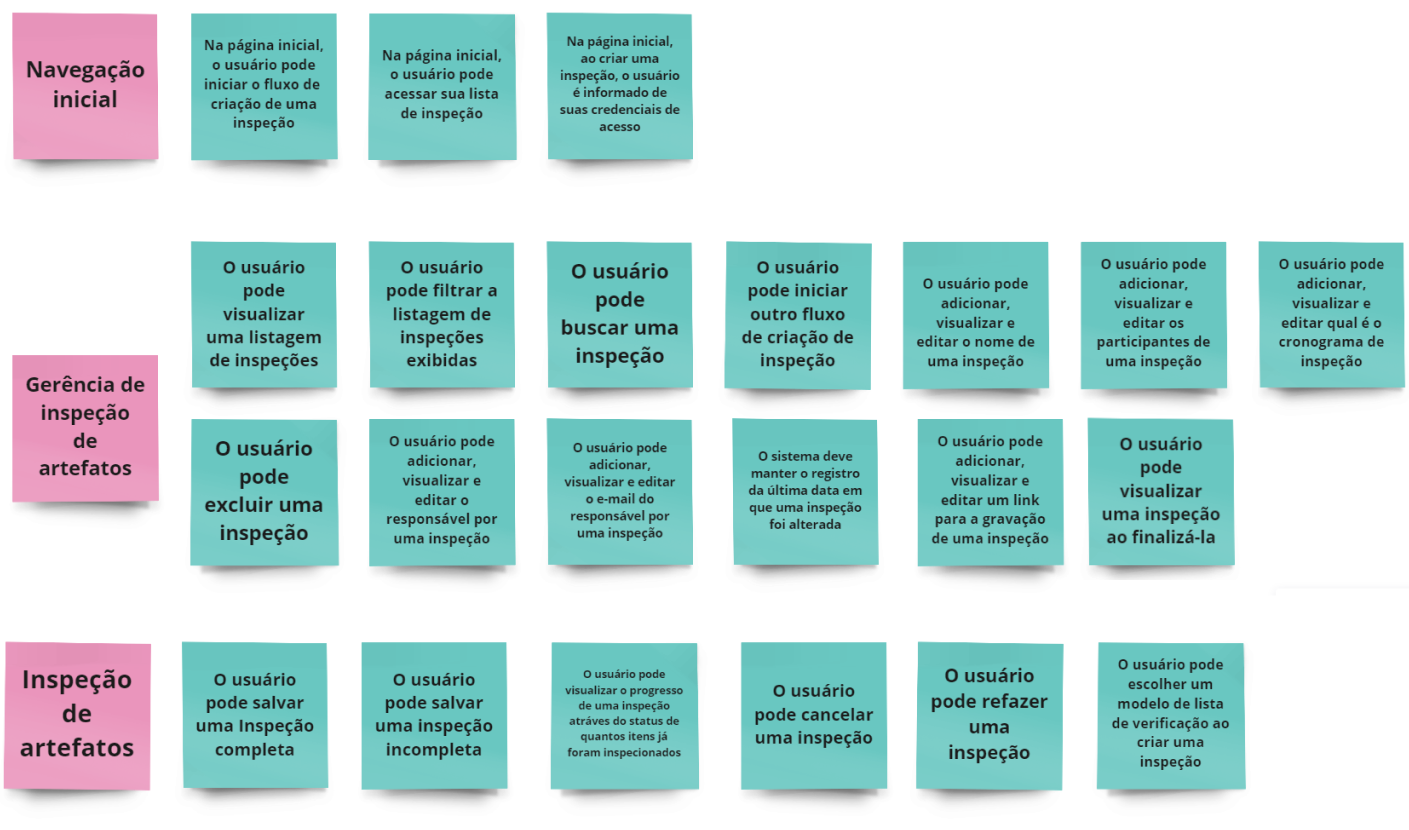 Navegação
inicial
Na página inicial,
o usuário pode
iniciar o fluxo de
criação de uma
inspeção
Na página inicial,
o usuário pode
acessar sua lista
de inspeção
Na página inicial,
ao criar uma
inspeção, o usuário
é informado de
suas credenciais de
acesso
Gerência de
inspeção
de
artefatos
O usuário
pode
visualizar
uma listagem
de inspeções
O usuário
pode filtrar a
listagem de
inspeções
exibidas
O usuário
pode
buscar uma
inspeção
O usuário
pode iniciar
outro fluxo
de criação de
inspeção
O usuário pode
adicionar,
visualizar e
editar o nome de
uma inspeção
O usuário pode
adicionar,
visualizar e
editar os
participantes de
uma inspeção
O usuário pode
adicionar,
visualizar e
editar qual é o
cronograma de
inspeção
O usuário
pode
excluir uma
inspeção
O usuário pode
adicionar,
visualizar e
editar o
responsável por
uma inspeção
O usuário pode
adicionar,
visualizar e editar
o e-mail do
responsável por
uma inspeção
O sistema deve
manter o registro
da última data em
que uma inspeção
foi alterada
O usuário pode
adicionar,
visualizar e
editar um link
para a gravação
de uma inspeção
O usuário
pode
visualizar
uma inspeção
ao finalizá-la
Inspeção
de
artefatos
O usuário
pode salvar
uma Inspeção
completa
O usuário
pode salvar
uma inspeção
incompleta
O usuário pode
visualizar o progresso
de uma inspeção
atráves do status de
quantos itens já
foram inspecionados
O usuário
pode cancelar
uma inspeção
O usuário
pode refazer
uma
inspeção
O usuário pode
escolher um
modelo de lista
de verificação ao
criar uma
inspeção